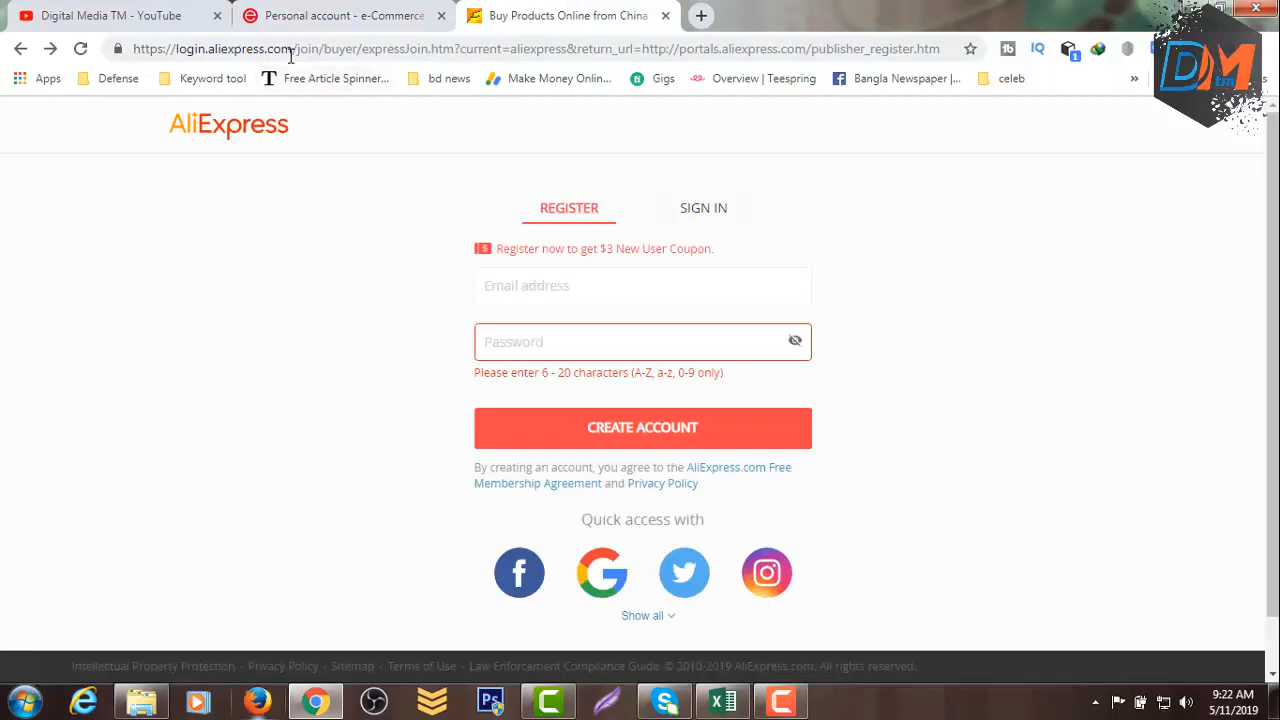 Digital Media TM - YouTube
Personal account - e-Commerce
Buy Products Online from China
https://login.aliexpress.com/join/buyer/expressJoin.htm?current=aliexpress&return_url=http://portals.aliexpress.com/publisher_register.htm
Apps Defense Keyword tool T Free Article Spinner... bd news Make Money Onlin... fi Gigs Overview | Teespring Bangla Newspaper |... celeb »
DM
tm
AliExpress
REGISTER SIGN IN
Register now to get $3 New User Coupon.
Email address
Password
Please enter 6 - 20 characters (A-Z, a-z, 0-9 only)
CREATE ACCOUNT
By creating an account, you agree to the AliExpress.com Free
Membership Agreement and Privacy Policy
Quick access with
Show all
Intellectual Property Protection - Privacy Policy - Sitemap - Terms of Use - Law Enforcement Compliance Guide © 2010-2019 AliExpress.com. All rights reserved.
9:22 AM
5/11/2019